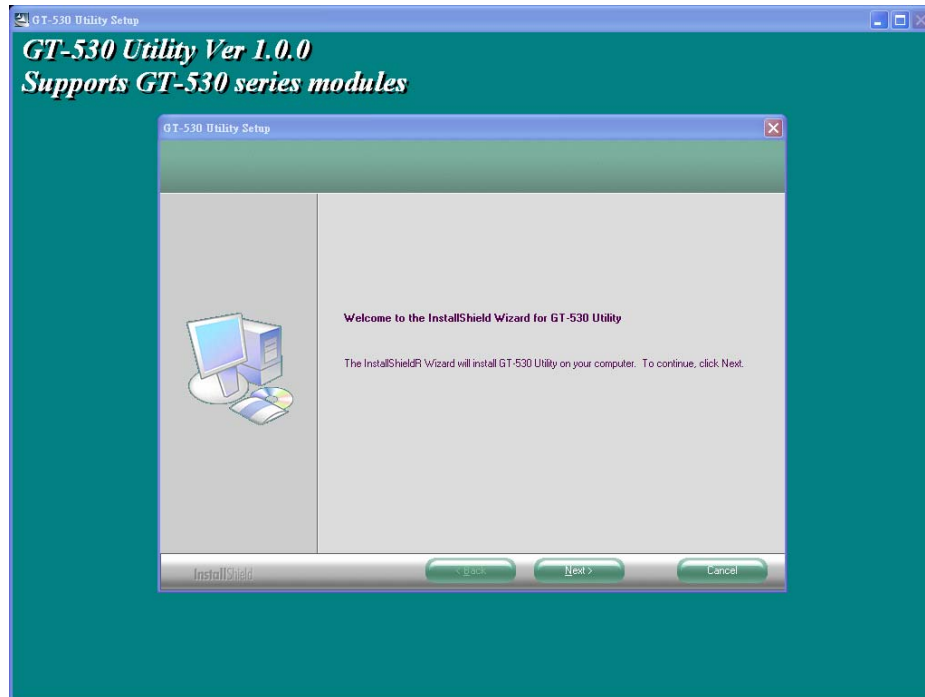 GT-530 Utility Setup
GT-530 Utility Ver 1.0.0
Supports GT-530 series modules
GT-530 Utility Setup
Welcome to the InstallShield Wizard for GT-530 Utility
The InstallShieldR Wizard will install GT-530 Utility on your computer. To continue, click Next.
InstallShield
< Back
Next >
Cancel